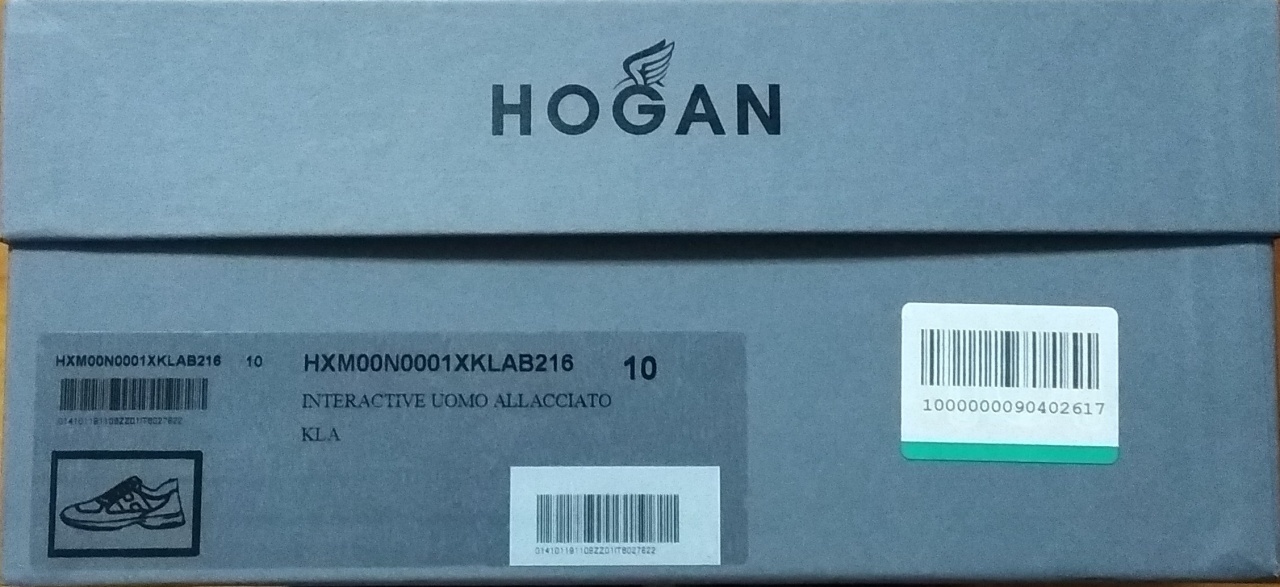 HOGAN
HXM00N0001XKLAB216 10
HXM00N0001XKLAB216 10
INTERACTIVE UOMO ALLACCIATO
KLA
1000000090402617